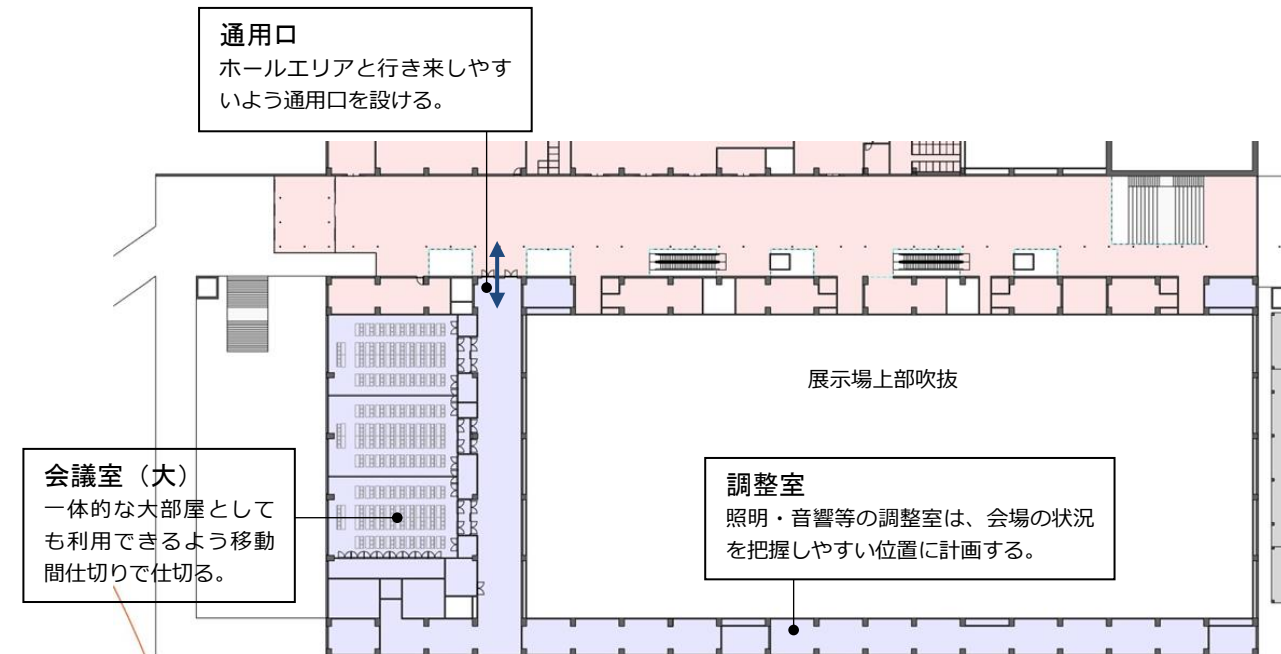 通用口
ホールエリアと行き来しやす
いよう通用口を設ける。
展示場上部吹抜
会議室（大）
一体的な大部屋として
も利用できるよう移動
間仕切りで仕切る。
調整室
照明・音響等の調整室は、会場の状況
を把握しやすい位置に計画する。